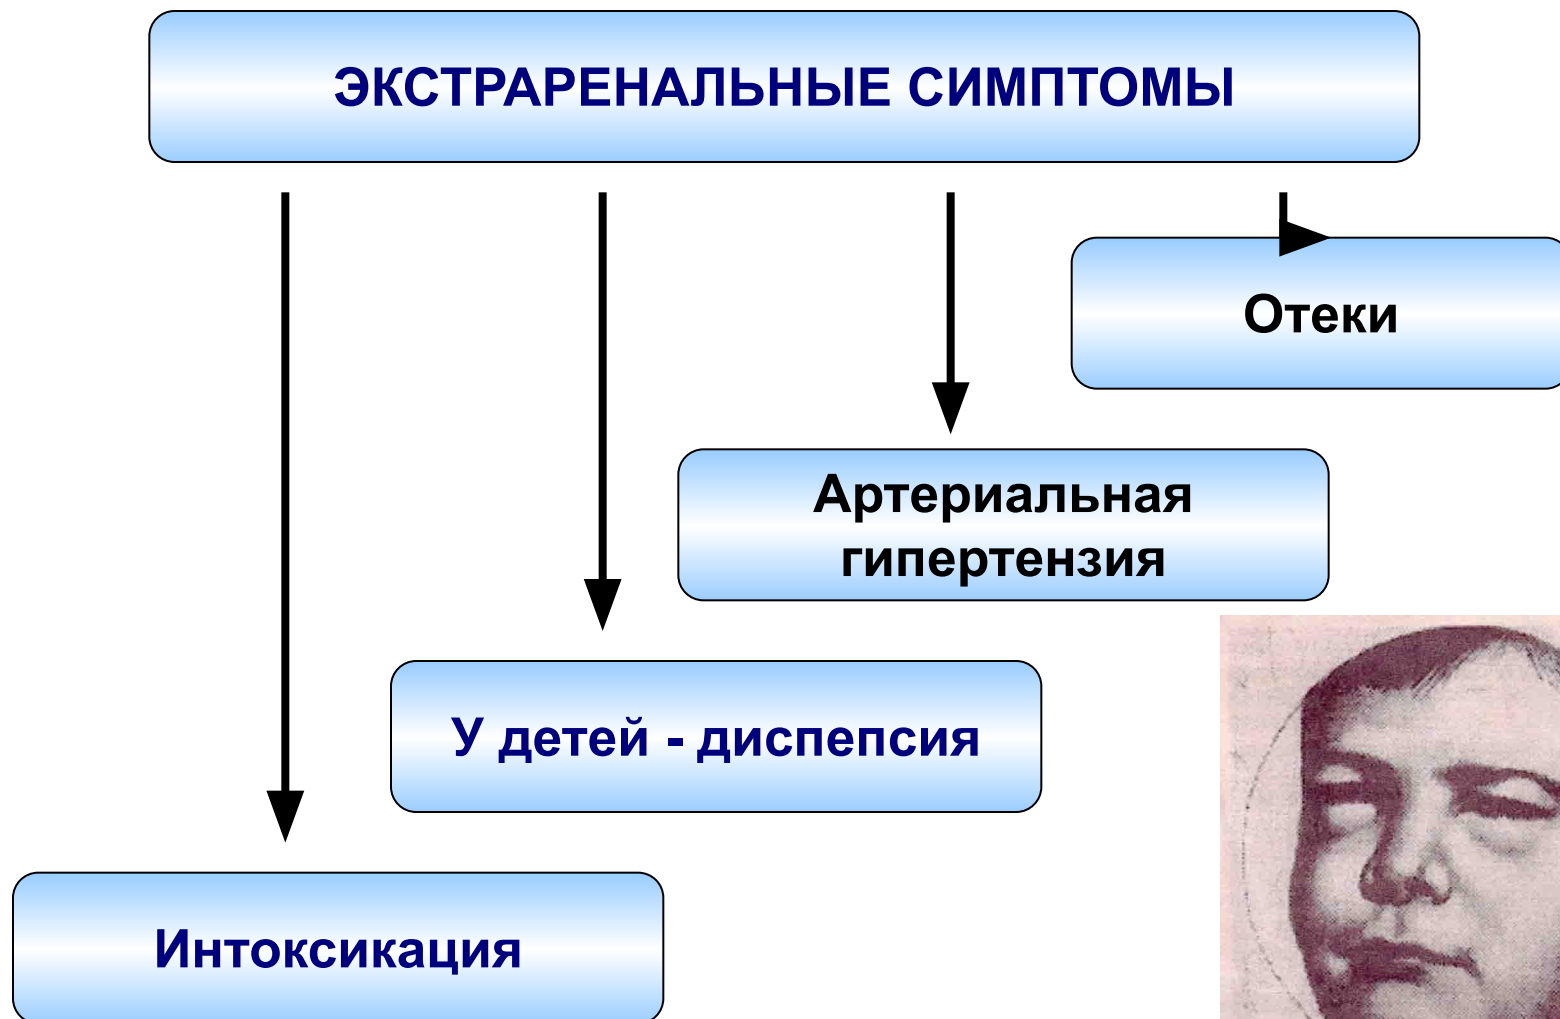 ЭКСТРАРЕНАЛЬНЫЕ СИМПТОМЫ
Отеки
Артериальная
гипертензия
У детей - диспепсия
Интоксикация